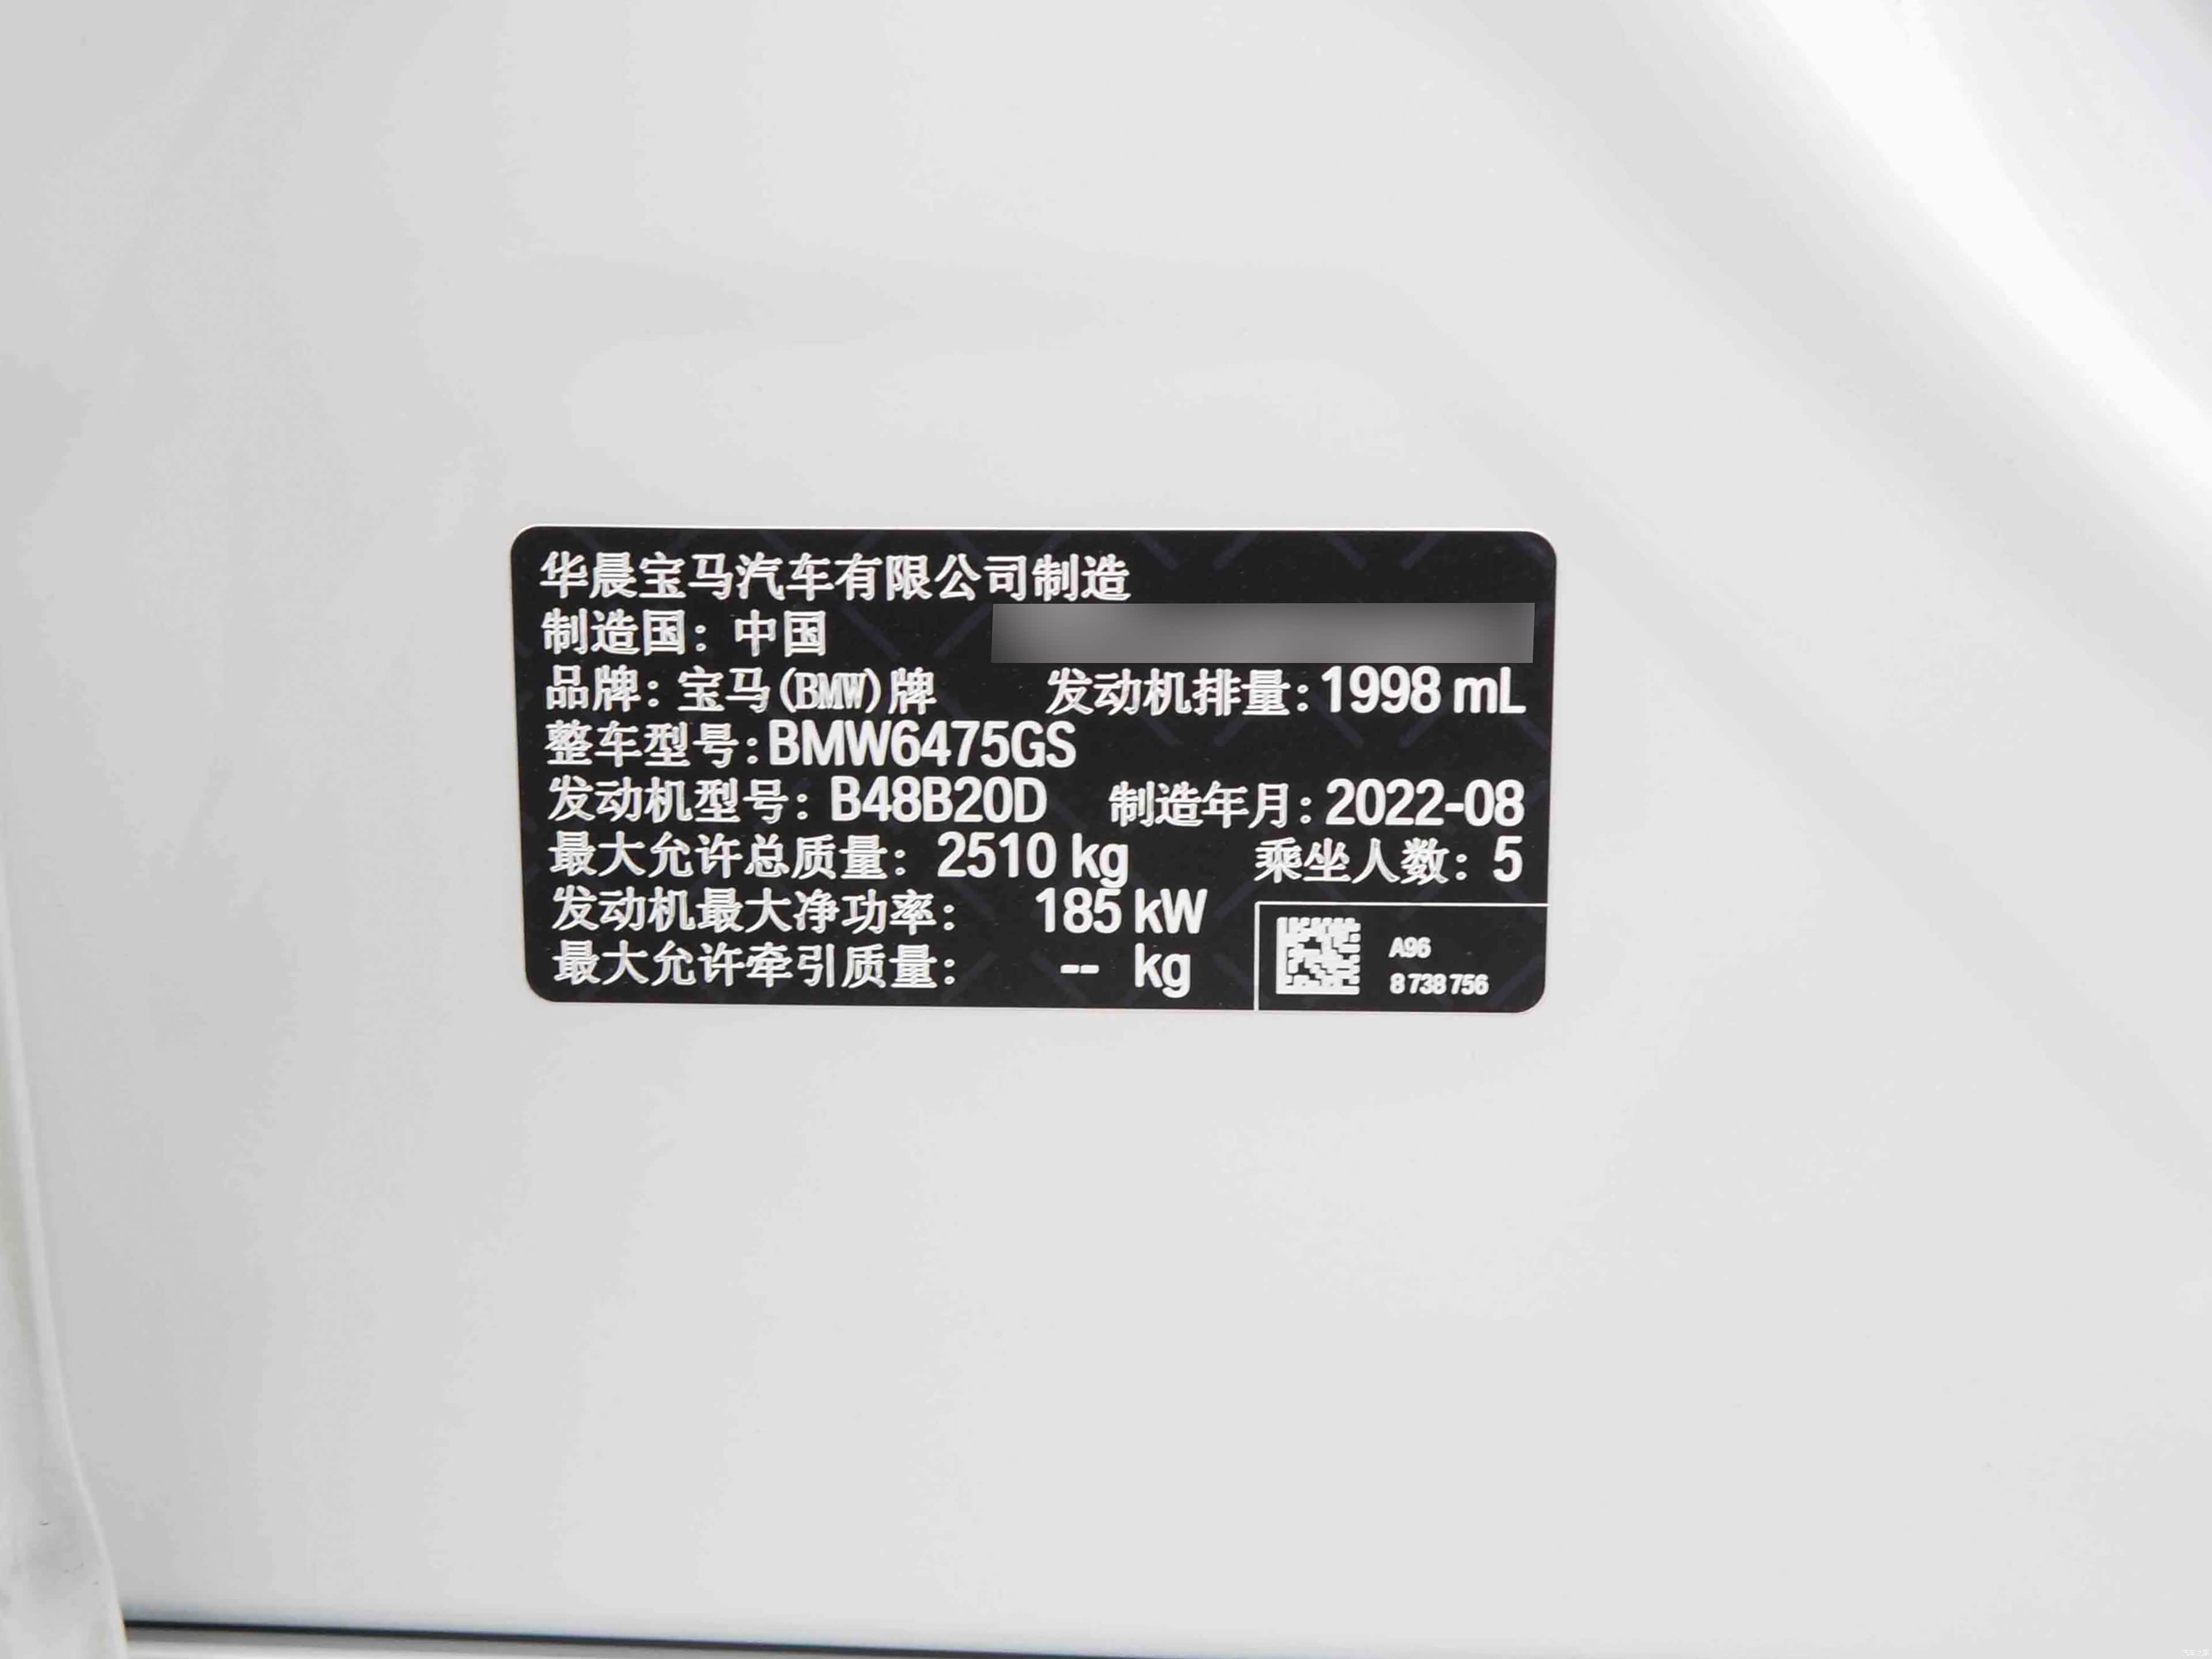 华晨宝马汽车有限公司制造
制造国：中国
品牌：宝马(BMW)牌 发动机排量：1998 mL
整车型号：BMW6475GS
发动机型号：B48B20D 制造年月：2022-08
最大允许总质量：2510 kg 乘坐人数：5
发动机最大净功率：185 kW
最大允许牵引质量：-- kg
A96
8 738 756